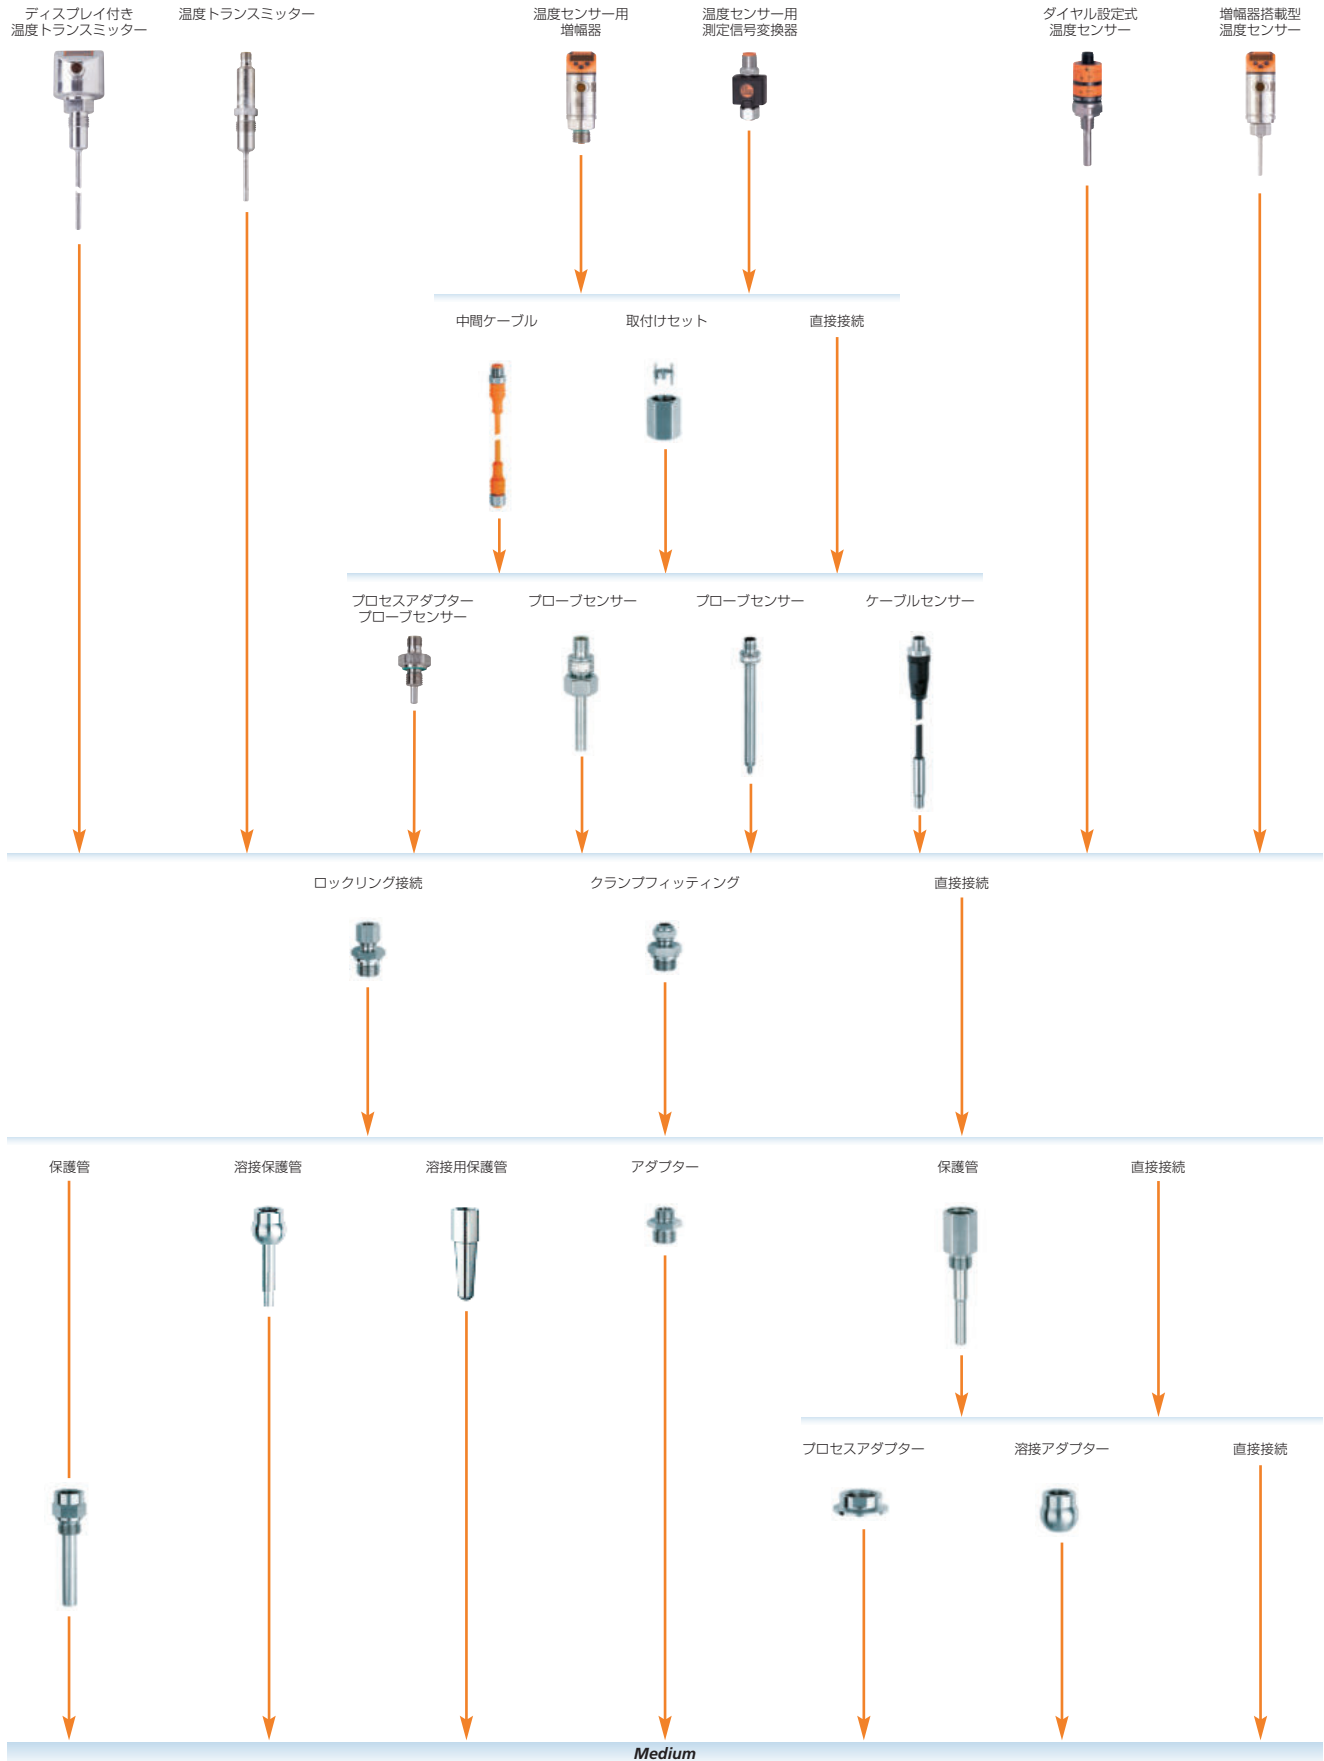 ディスプレイ付き
温度トランスミッター
温度トランスミッター
温度センサー用
増幅器
温度センサー用
測定信号変換器
ダイヤル設定式
温度センサー
増幅器搭載型
温度センサー
中間ケーブル
取付けセット
直接接続
プロセスアダプター
プローブセンサー
プローブセンサー
プローブセンサー
ケーブルセンサー
ロックリング接続
クランプフィッティング
直接接続
保護管
溶接保護管
溶接用保護管
アダプター
保護管
直接接続
プロセスアダプター
溶接アダプター
直接接続
Medium